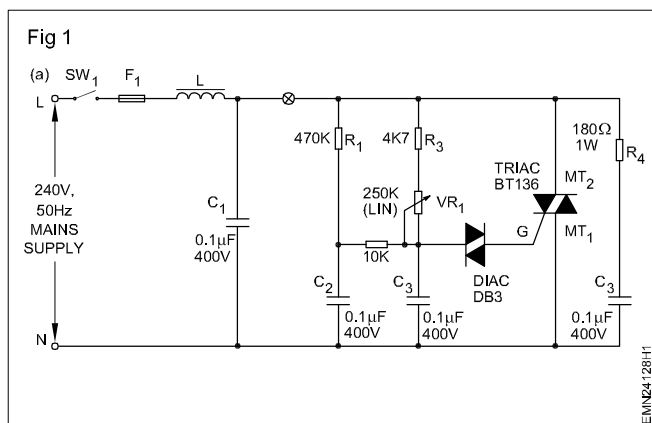 Fig 1
(a)
SW1
F1
L
L
240V,
50Hz
MAINS
SUPPLY
N
C1
0.1µF
400V
470K
R1
4K7
R3
250K
(LIN)
VR1
10K
C2
0.1µF
400V
C3
0.1µF
400V
DIAC
DB3
TRIAC
BT136
MT2
G
MT1
180Ω
1W
R4
C3
0.1µF
400V
EMN24128H1